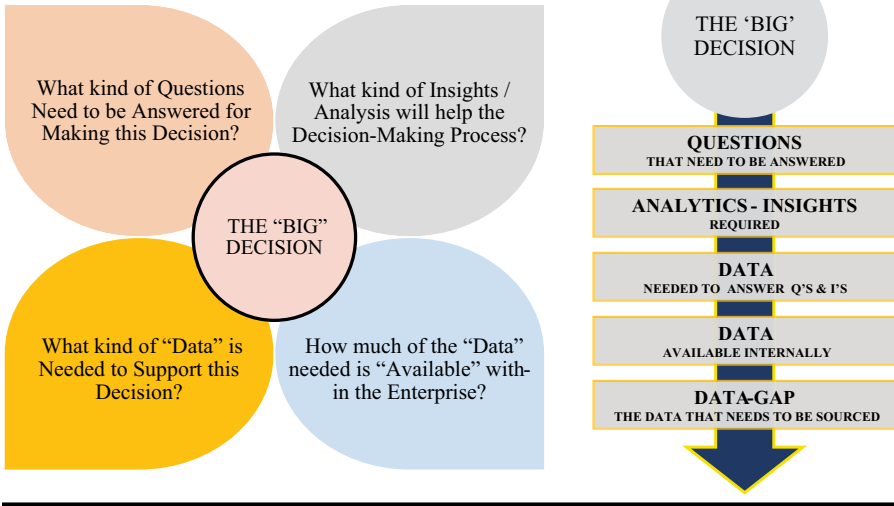 What kind of Questions
Need to be Answered for
Making this Decision?
What kind of Insights /
Analysis will help the
Decision-Making Process?
THE “BIG”
DECISION
What kind of “Data” is
Needed to Support this
Decision?
How much of the “Data”
needed is “Available” with-
in the Enterprise?
THE ‘BIG’
DECISION
QUESTIONS
THAT NEED TO BE ANSWERED
ANALYTICS - INSIGHTS
REQUIRED
DATA
NEEDED TO ANSWER Q’S & I’S
DATA
AVAILABLE INTERNALLY
DATA-GAP
THE DATA THAT NEEDS TO BE SOURCED